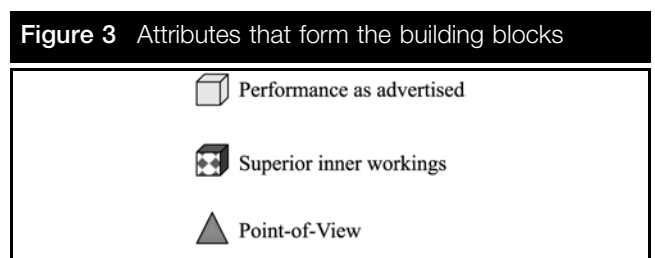 Figure 3 Attributes that form the building blocks
Performance as advertised
Superior inner workings
Point-of-View